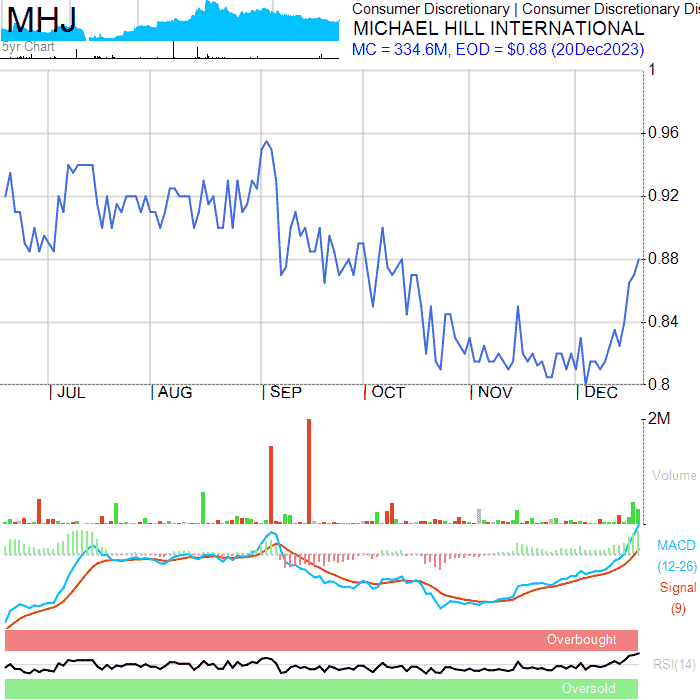 MHJ
Consumer Discretionary | Consumer Discretionary Dis
MICHAEL HILL INTERNATIONAL
MC = 334.6M, EOD = $0.88 (20Dec2023)
5yr Chart
1
0.96
0.92
0.88
0.84
0.8
JUL AUG SEP OCT NOV DEC
2M
Volume
MACD
(12-26)
Signal
(9)
Overbought
RSI(14)
Oversold